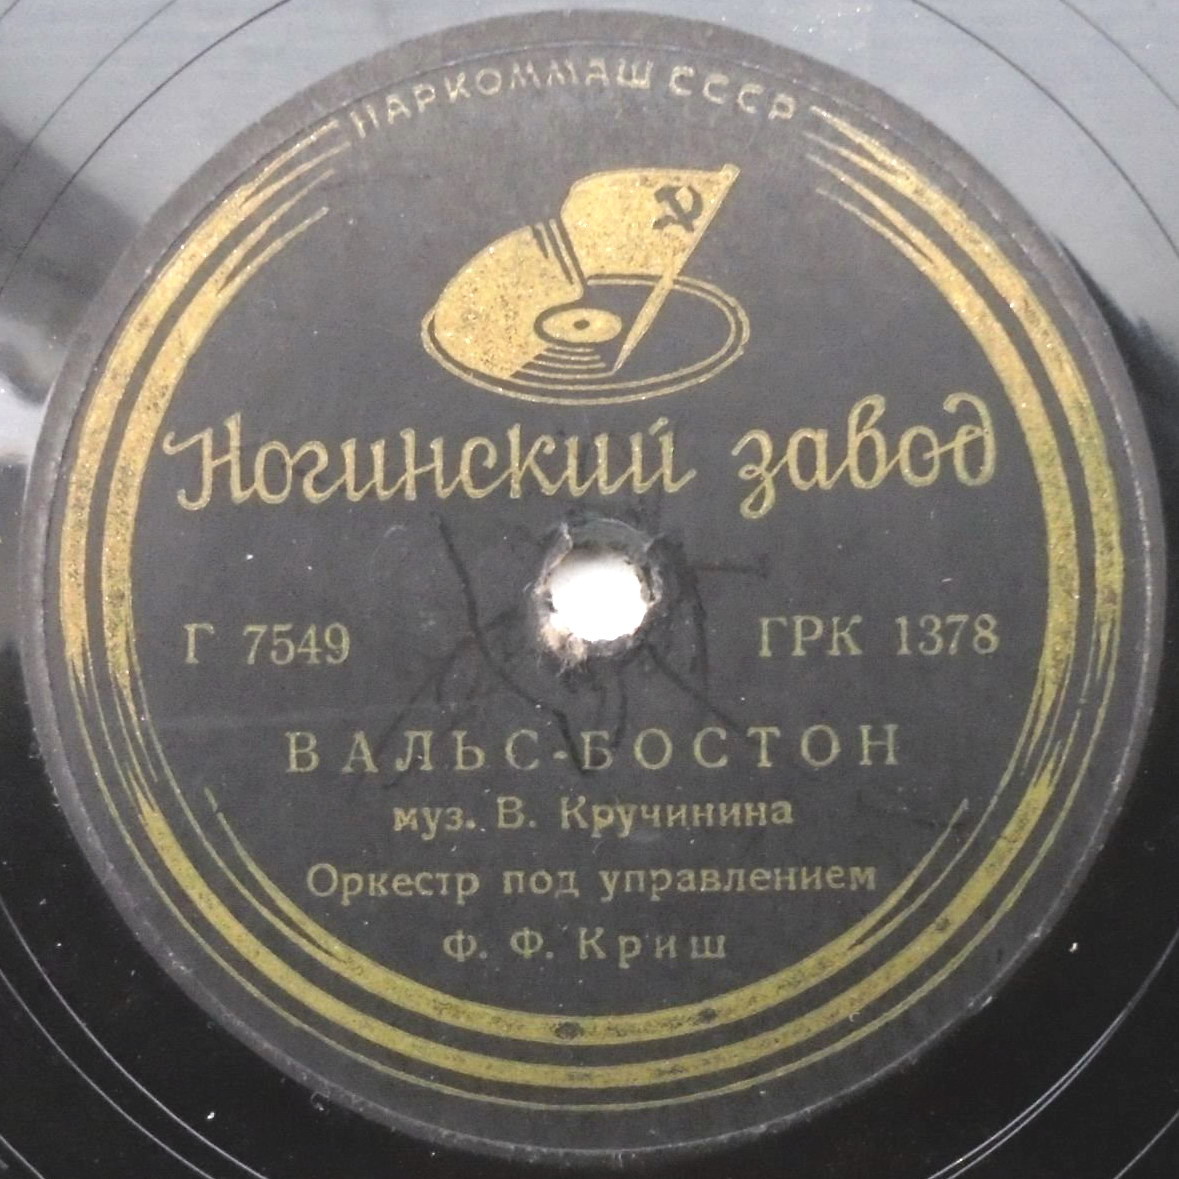 НАРКОММАШ СССР
Ногинский завод
Г 7549 ГРК 1378
ВАЛЬС-БОСТОН
муз. В. Кручинина
Оркестр под управлением
Ф. Ф. Криш